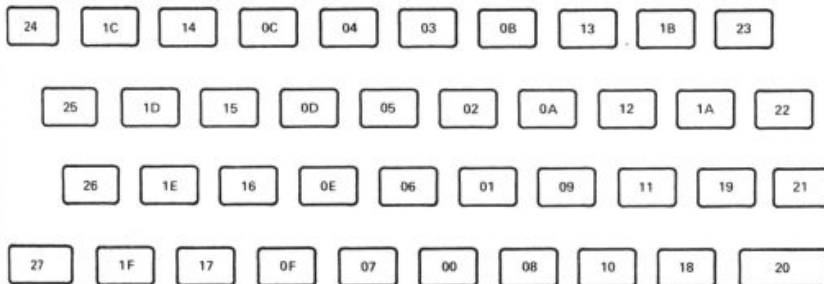 24 1C 14 0C 04 03 0B 13 1B 23
25 1D 15 0D 05 02 0A 12 1A 22
26 1E 16 0E 06 01 09 11 19 21
27 1F 17 0F 07 00 08 10 18 20